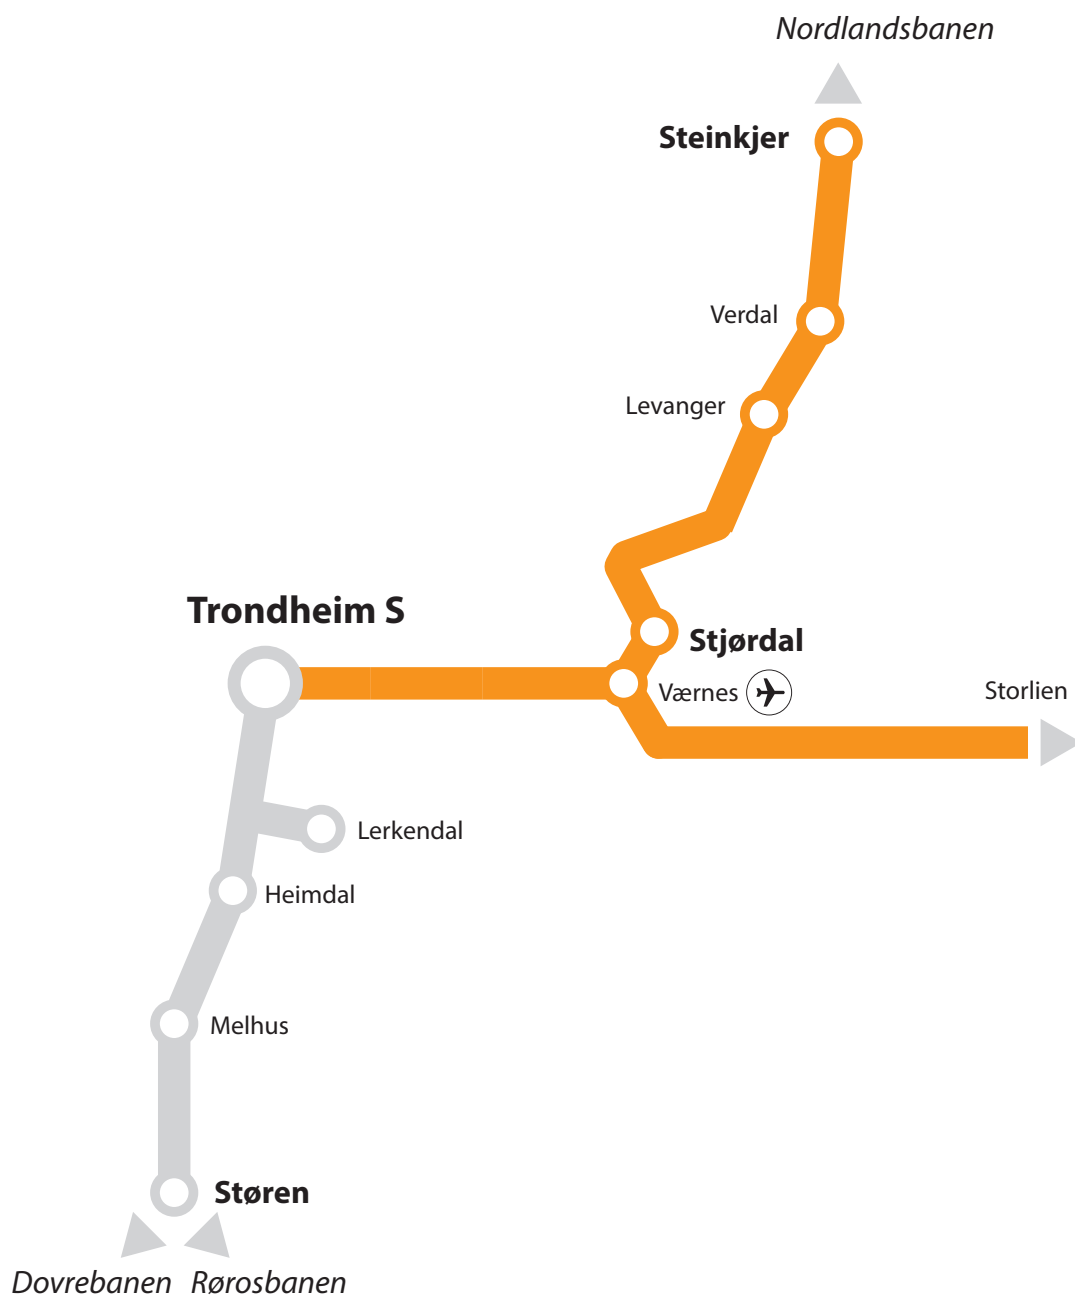 Nordlandsbanen
Steinkjer
Verdal
Levanger
Trondheim S
Stjørdal
Værnes
Storlien
Lerkendal
Heimdal
Melhus
Støren
Dovrebanen Rørosbanen